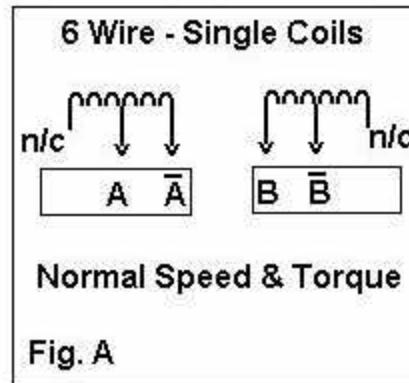 6 Wire - Single Coils
n/c n/c
A A̅ B B̅
Normal Speed & Torque
Fig. A